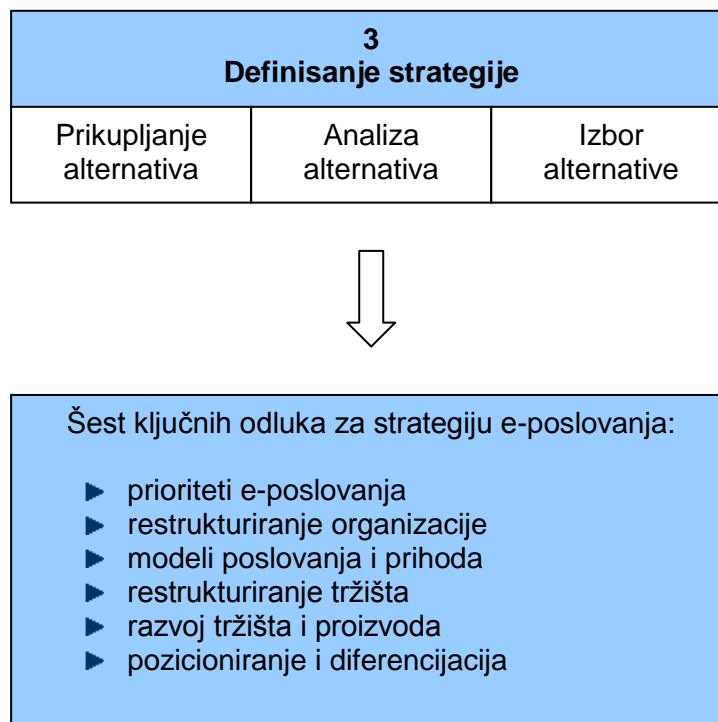 3
Definisanje strategije
Prikupljanje alternativa
Analiza alternativa
Izbor alternative
Šest ključnih odluka za strategiju e-poslovanja:
prioriteti e-poslovanja
restrukturiranje organizacije
modeli poslovanja i prihoda
restrukturiranje tržišta
razvoj tržišta i proizvoda
pozicioniranje i diferencijacija